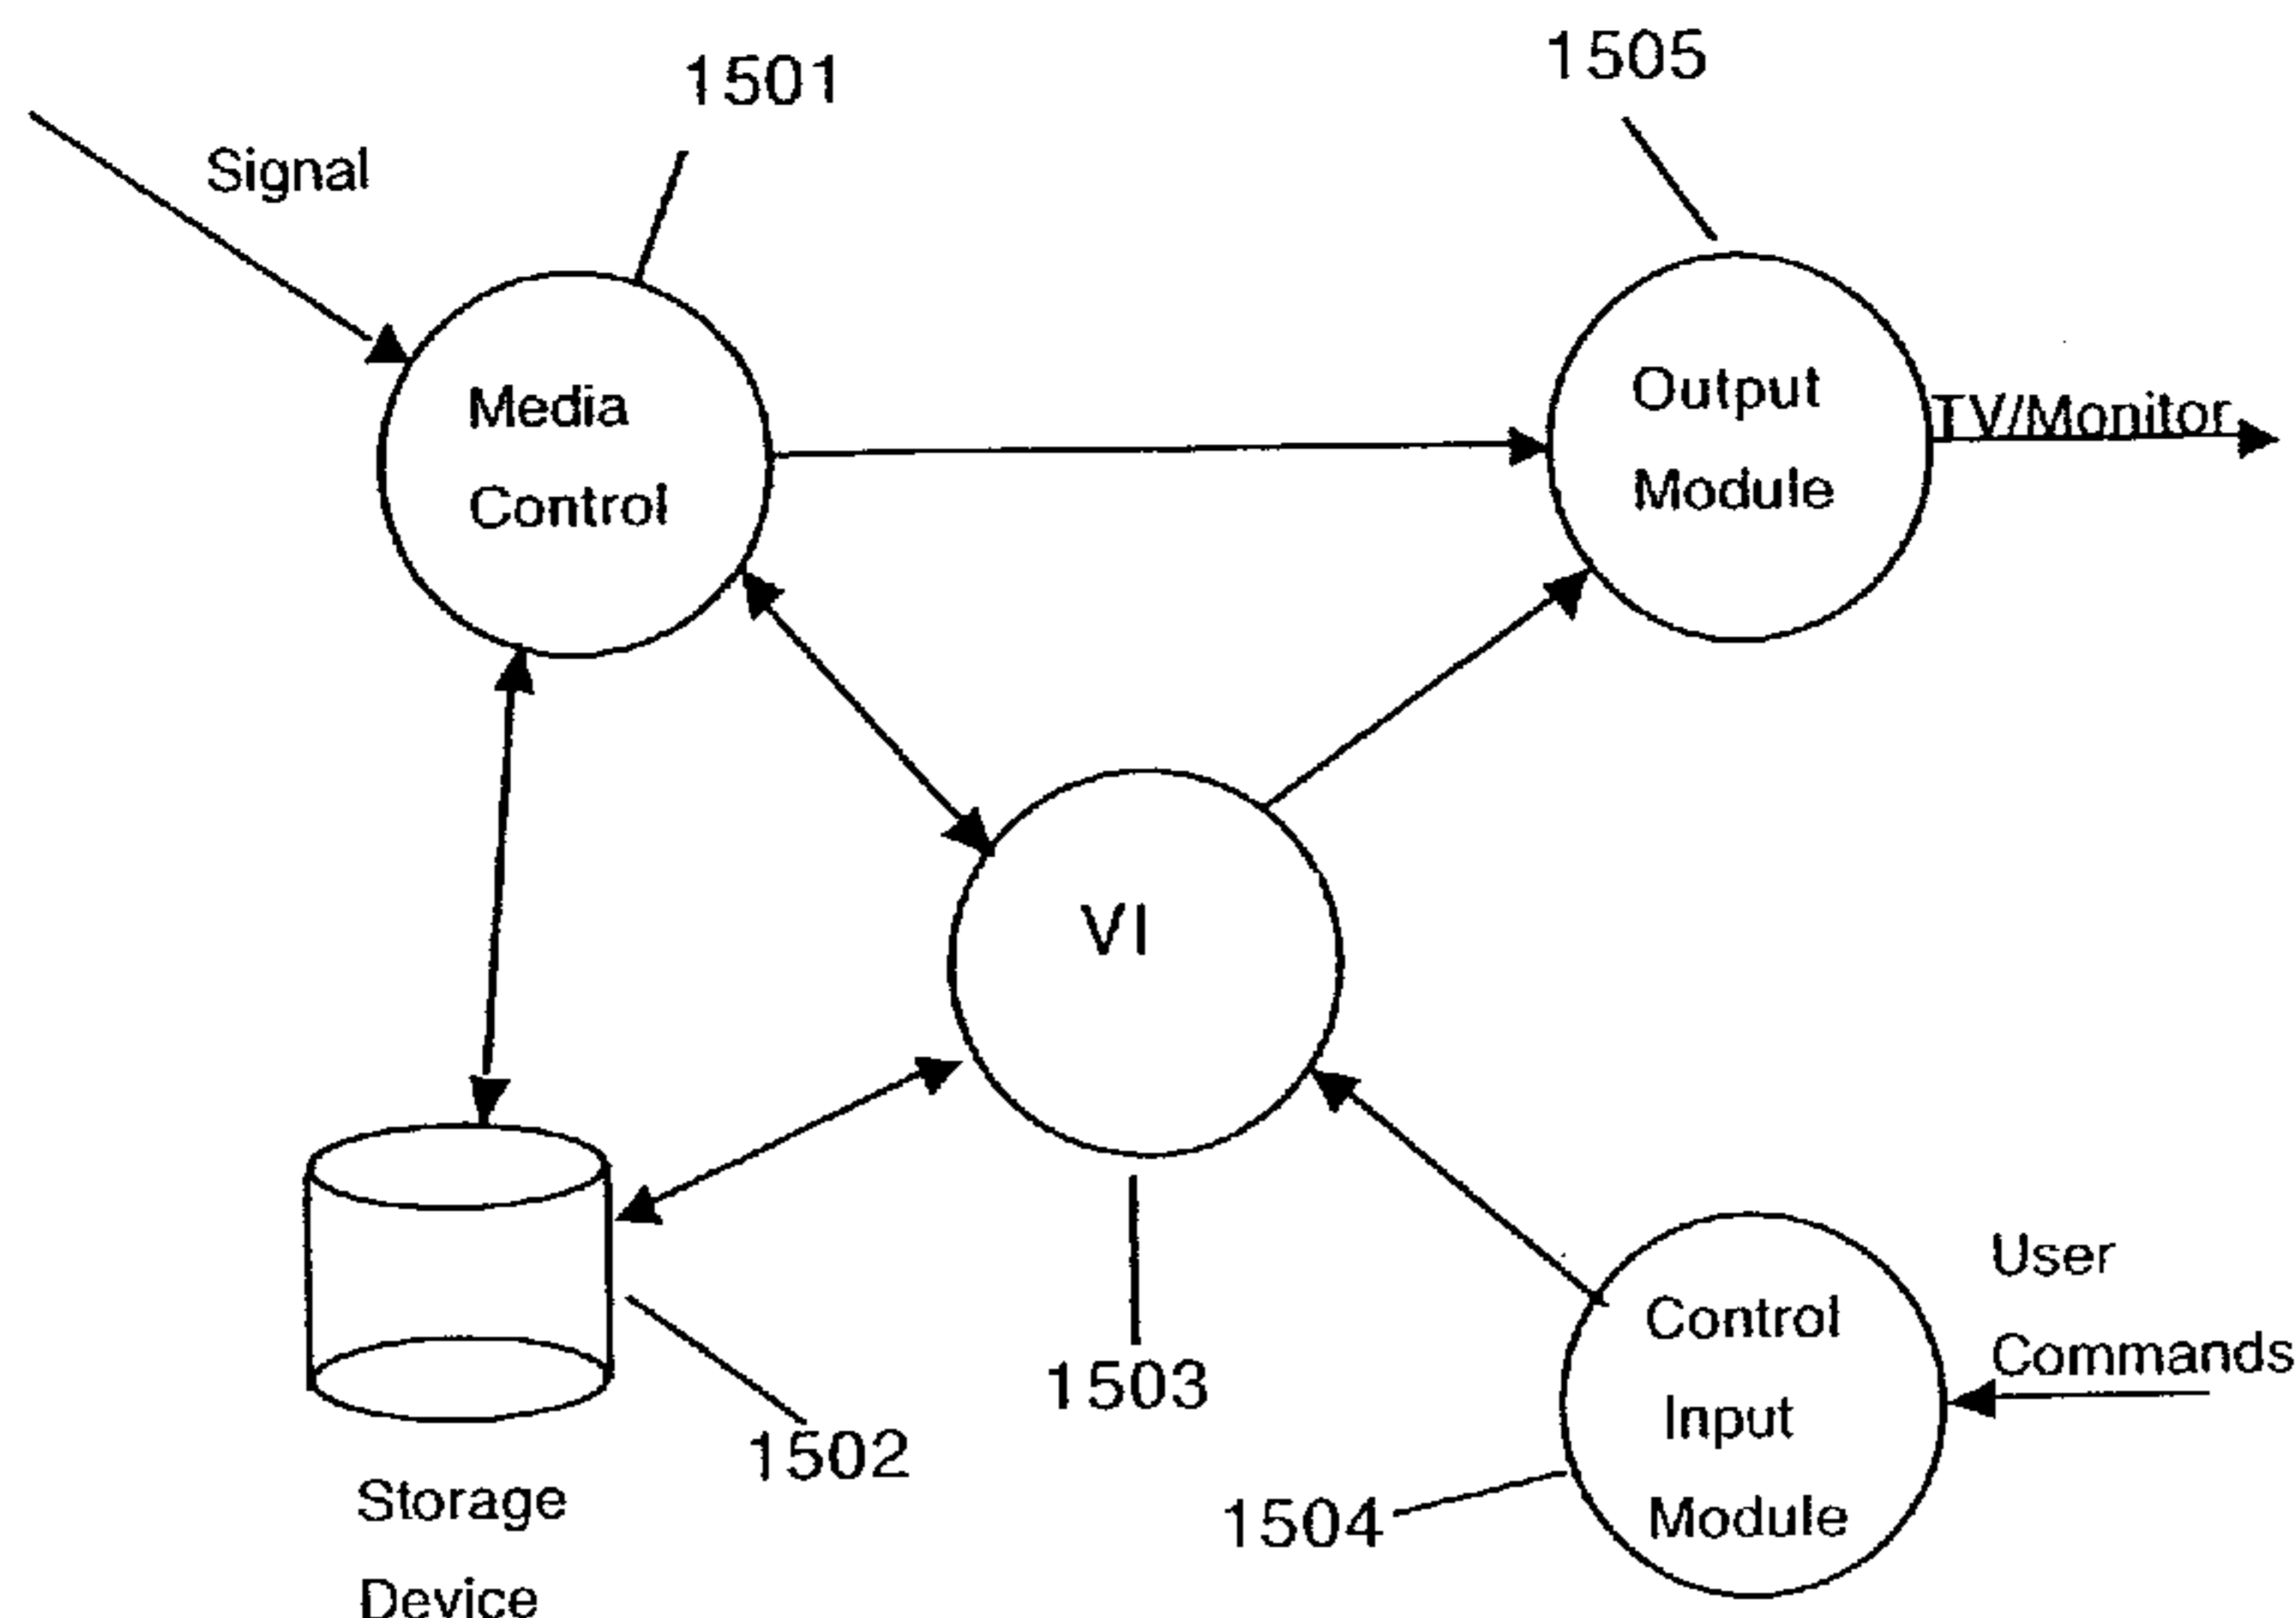 1501
1505
Signal
Media
Control
Output
Module
TV/Monitor
VI
1503
1502
Storage
Device
User
Commands
Control
Input
Module
1504